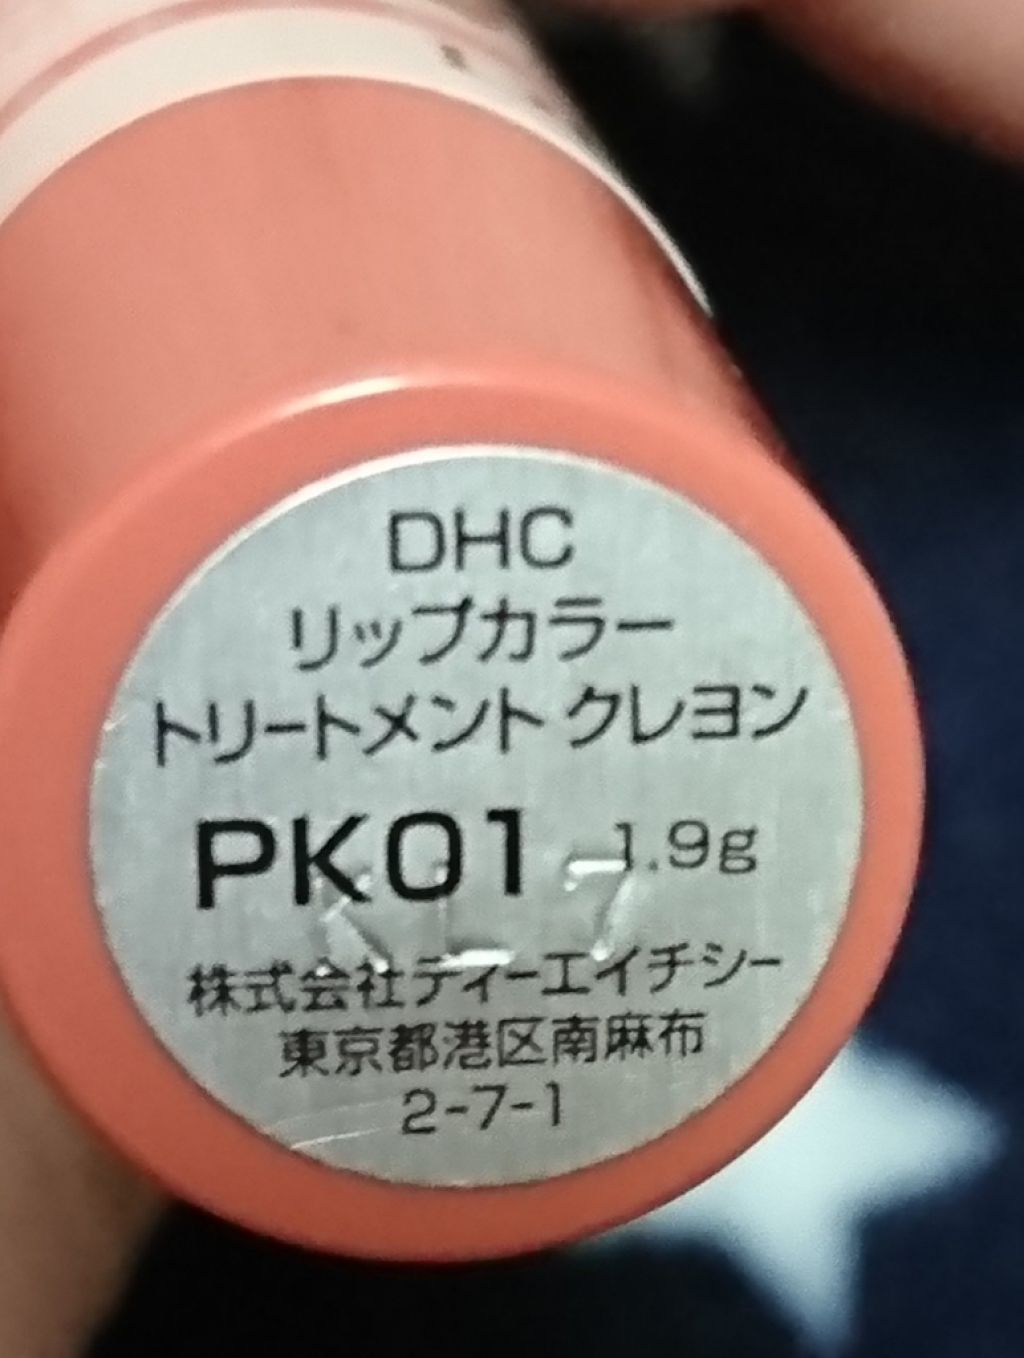 DHC
リップカラー
トリートメント クレヨン
PK01 1.9g
株式会社ディーエイチシー
東京都港区南麻布
2-7-1